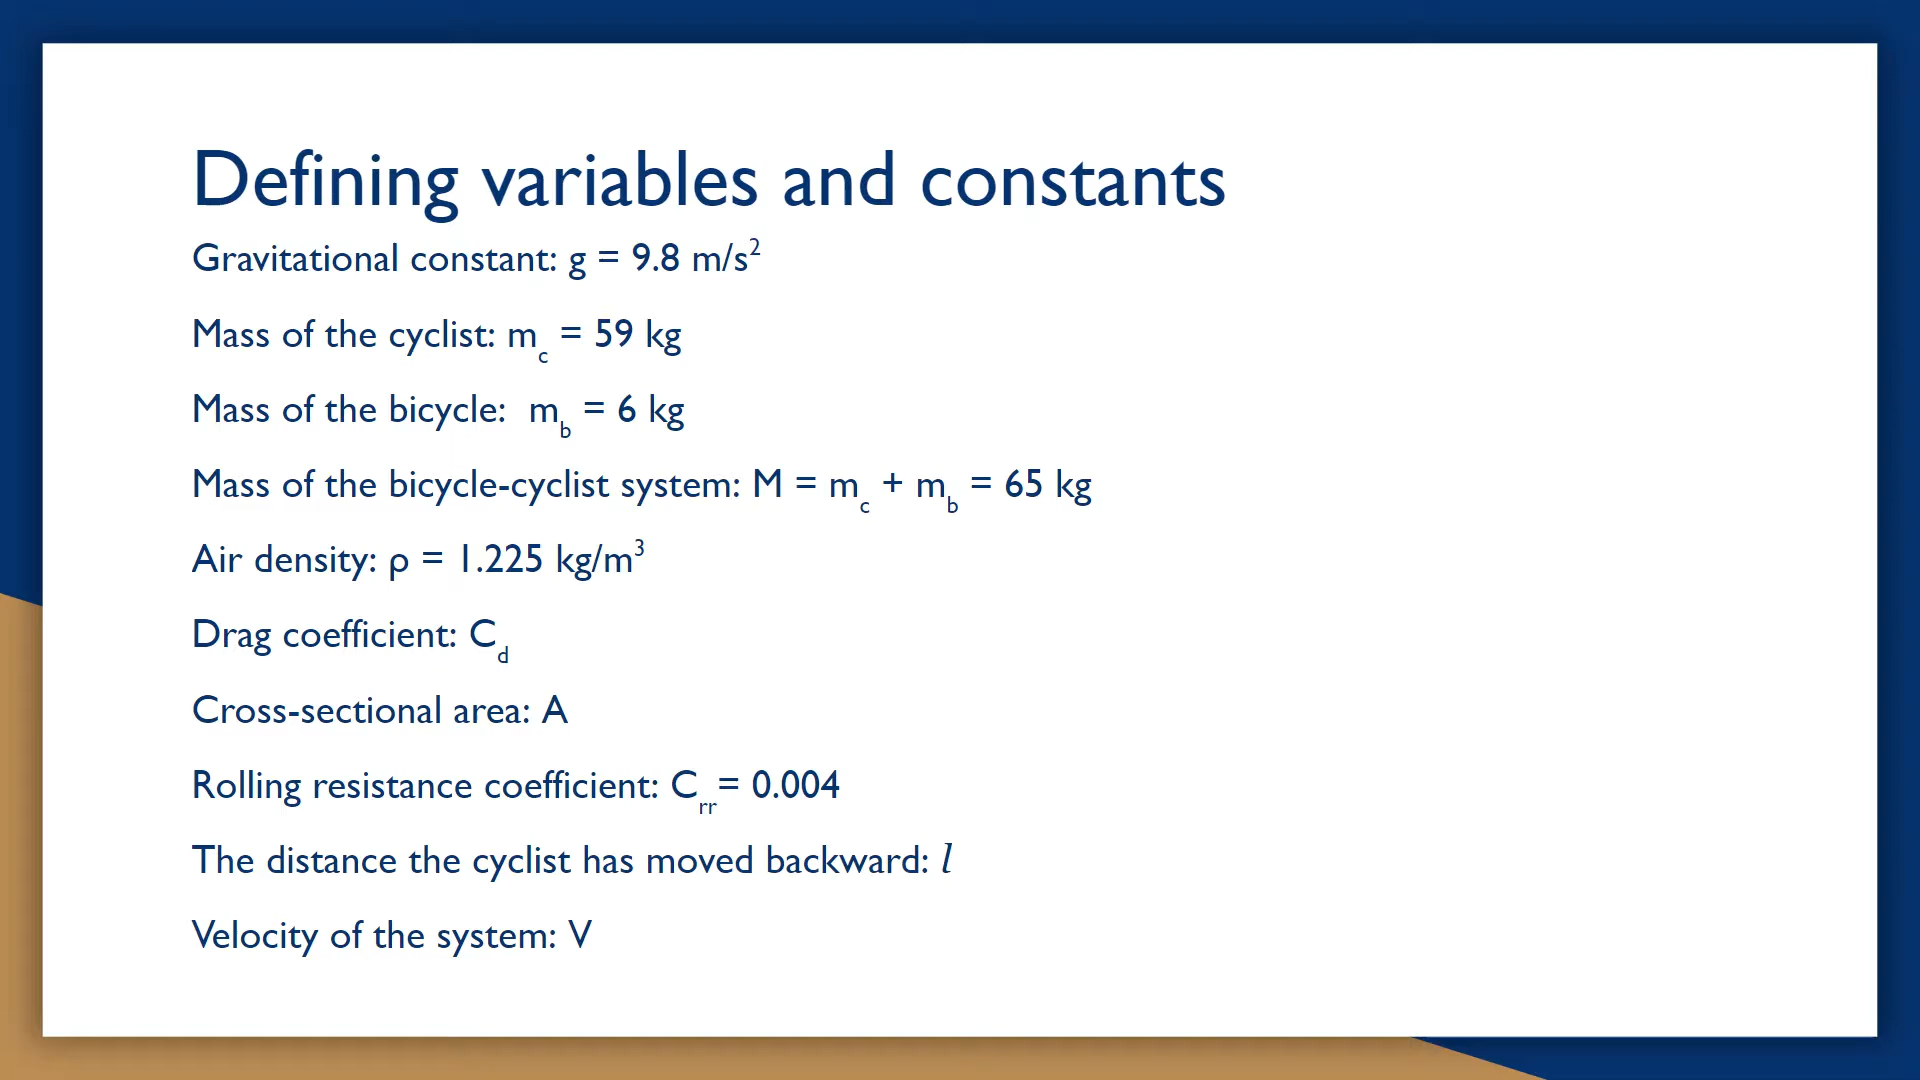 Defining variables and constants
Gravitational constant: g = 9.8 m/s²
Mass of the cyclist: m_c = 59 kg
Mass of the bicycle:  m_b = 6 kg
Mass of the bicycle-cyclist system: M = m_c + m_b = 65 kg
Air density: ρ = 1.225 kg/m³
Drag coefficient: C_d
Cross-sectional area: A
Rolling resistance coefficient: C_rr = 0.004
The distance the cyclist has moved backward: l
Velocity of the system: V